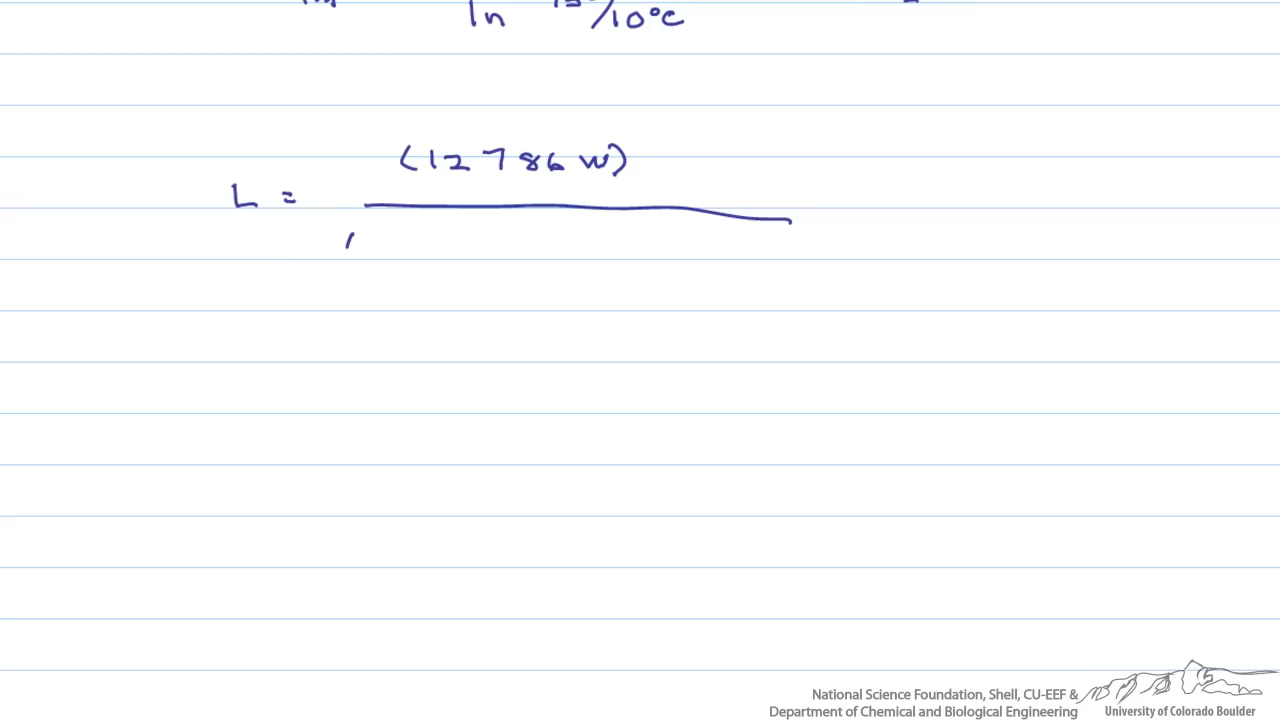 ln /10°C
(12786 W)
L =
(
National Science Foundation, Shell, CU-EEF &
Department of Chemical and Biological Engineering
University of Colorado Boulder